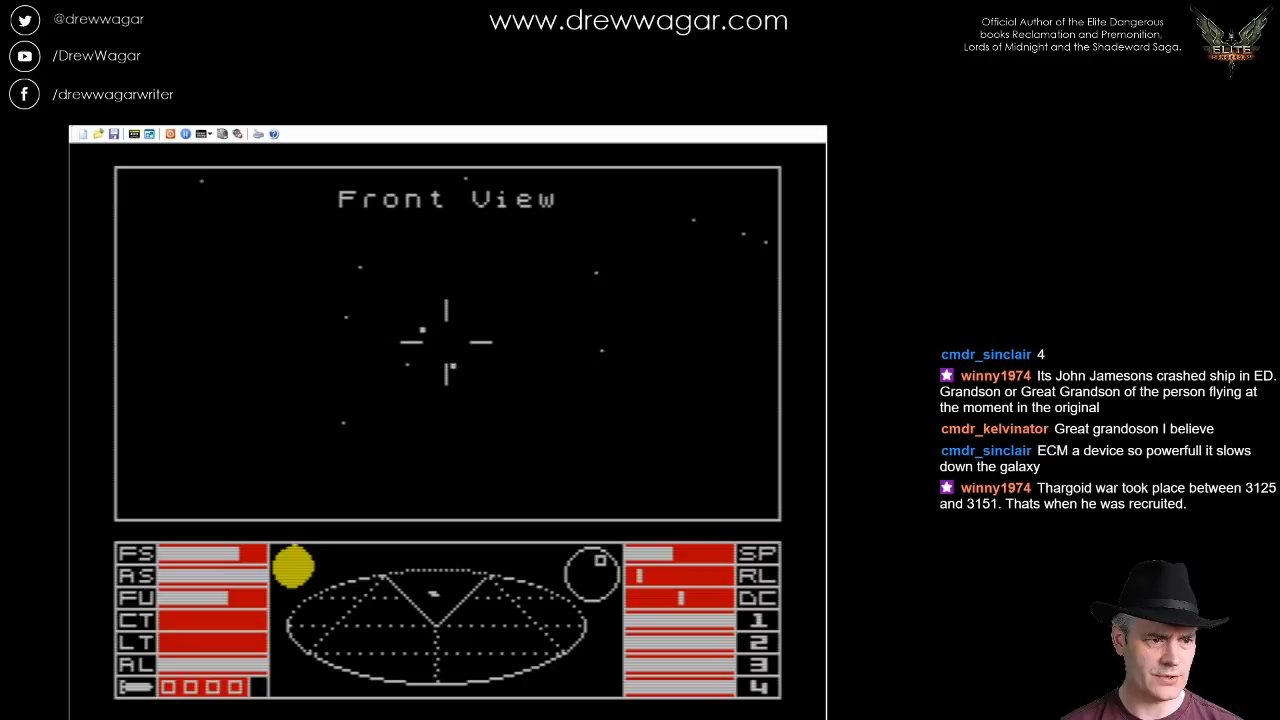 @drewwagar
/DrewWagar
/drewwagarwriter
www.drewwagar.com
Official Author of the Elite Dangerous
books Reclamation and Premonition,
Lords of Midnight and the Shadeward Saga.
ELITE
Front View
FS
AS
FU
CT
LT
AL
SP
RL
DC
1
2
3
4
cmdr_sinclair 4
winny1974 Its John Jamesons crashed ship in ED.
Grandson or Great Grandson of the person flying at
the moment in the original
cmdr_kelvinator Great grandoson I believe
cmdr_sinclair ECM a device so powerfull it slows
down the galaxy
winny1974 Thargoid war took place between 3125
and 3151. Thats when he was recruited.